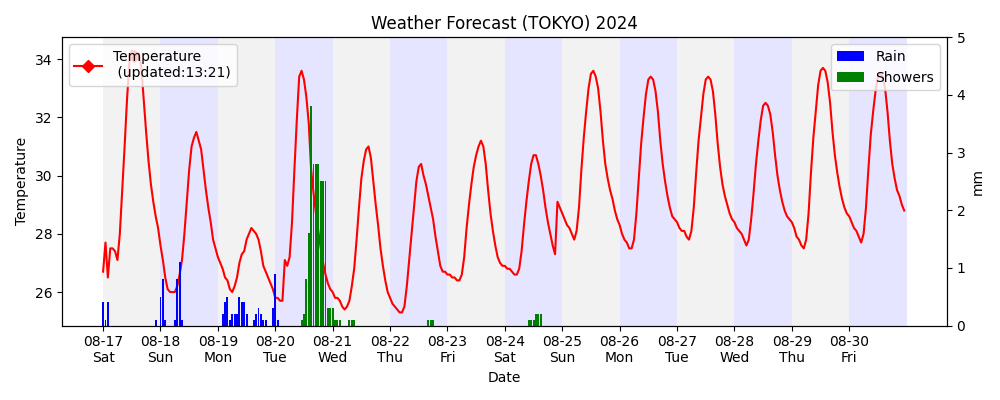 Weather Forecast (TOKYO) 2024
Temperature
(updated:13:21)
Rain
Showers
Temperature
34
32
30
28
26
5
4
3
2
1
0
mm
08-17 08-18 08-19 08-20 08-21 08-22 08-23 08-24 08-25 08-26 08-27 08-28 08-29 08-30
Sat Sun Mon Tue Wed Thu Fri Sat Sun Mon Tue Wed Thu Fri
Date